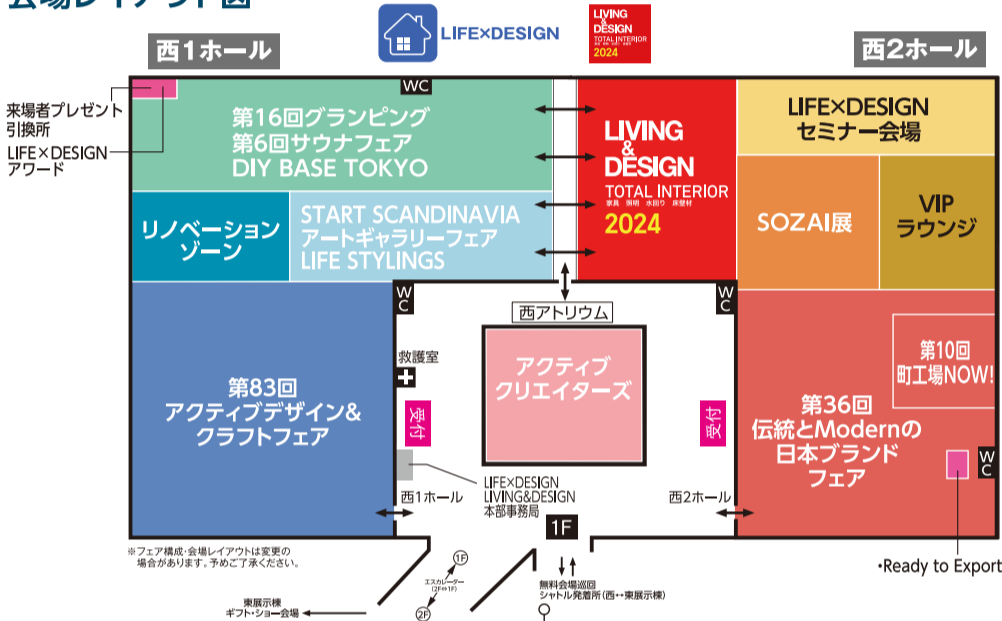 会場レイアウト図
LIFE×DESIGN
LIVING
&
DESIGN
TOTAL INTERIOR
2024
西1ホール
西2ホール
来場者プレゼント
引換所
LIFE×DESIGN
アワード
WC
第16回グランピング
第6回サウナフェア
DIY BASE TOKYO
LIVING
&
DESIGN
TOTAL INTERIOR
家具 照明 水回り 床壁材
2024
LIFE×DESIGN
セミナー会場
リノベーション
ゾーン
START SCANDINAVIA
アートギャラリーフェア
LIFE STYLINGS
SOZAI展
VIP
ラウンジ
WC
西アトリウム
WC
救護室
アクティブ
クリエイターズ
第10回
町工場NOW!
第83回
アクティブデザイン&
クラフトフェア
受付
受付
第36回
伝統とModernの
日本ブランド
フェア
WC
LIFE×DESIGN
LIVING&DESIGN
本部事務局
西1ホール
西2ホール
1F
※フェア構成・会場レイアウトは変更の
場合があります。予めご了承ください。
•Ready to Export
1F
エスカレーター
(2F⇔1F)
2F
無料会場巡回
シャトル発着所(西↔東展示棟)
東展示棟
ギフト・ショー会場